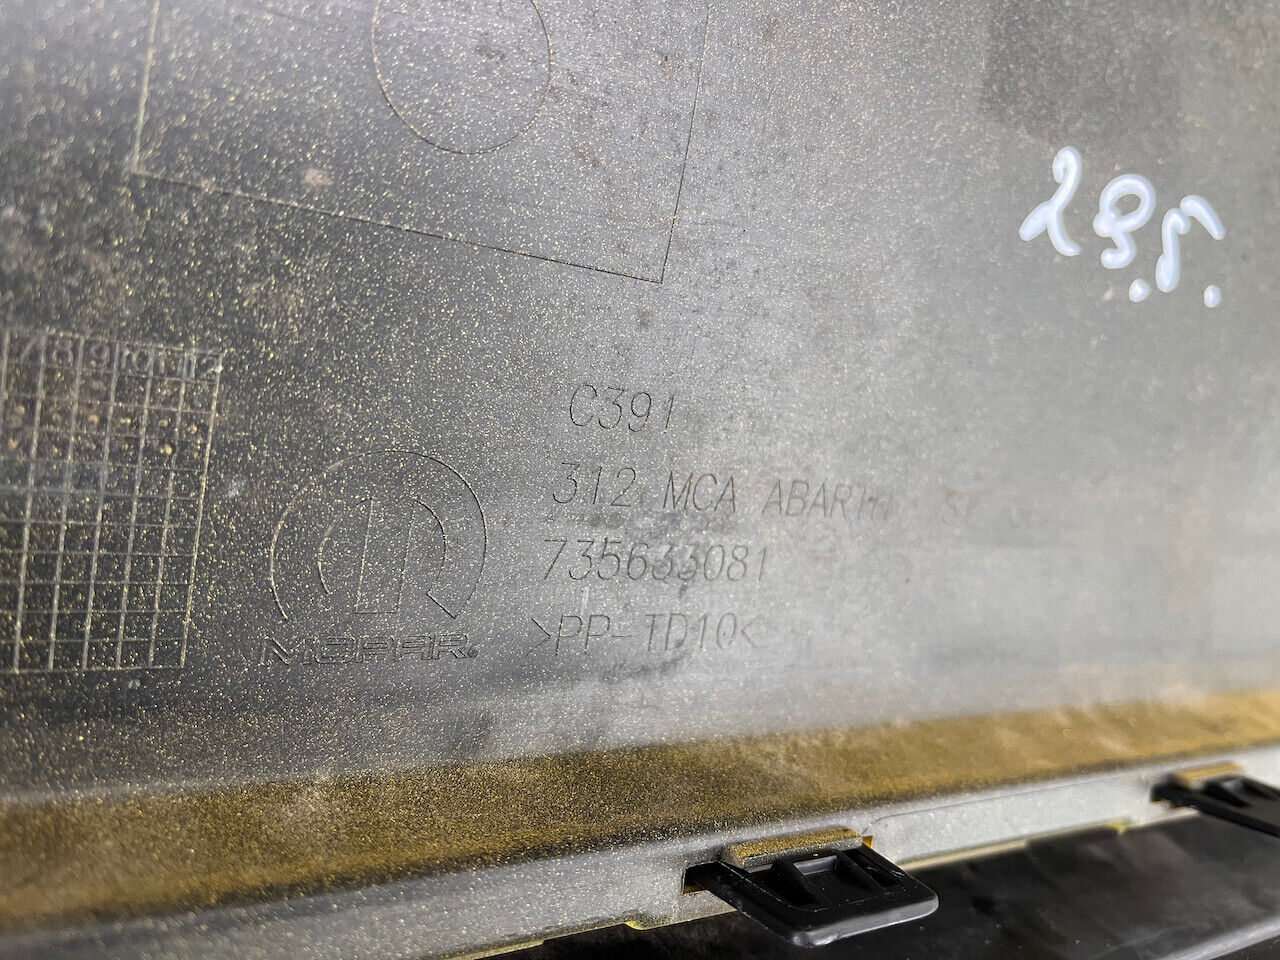 C391
312 MCA ABARTH
735633081
>PP-TD10<
MOPAR.